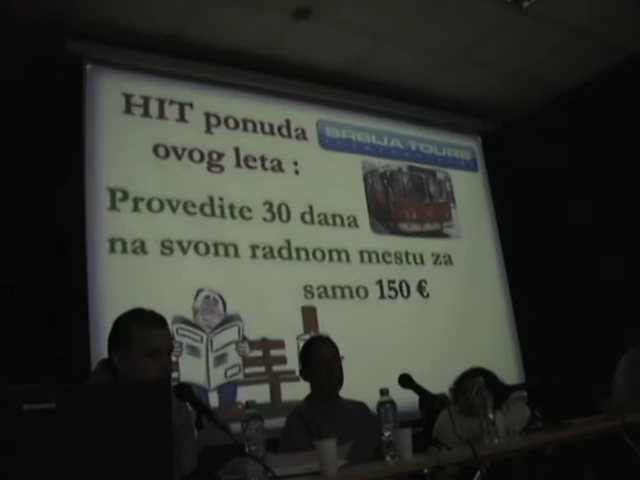 HIT ponuda
SRBIJA TOURS
ovog leta :
Provedite 30 dana
na svom radnom mestu za
samo 150 €